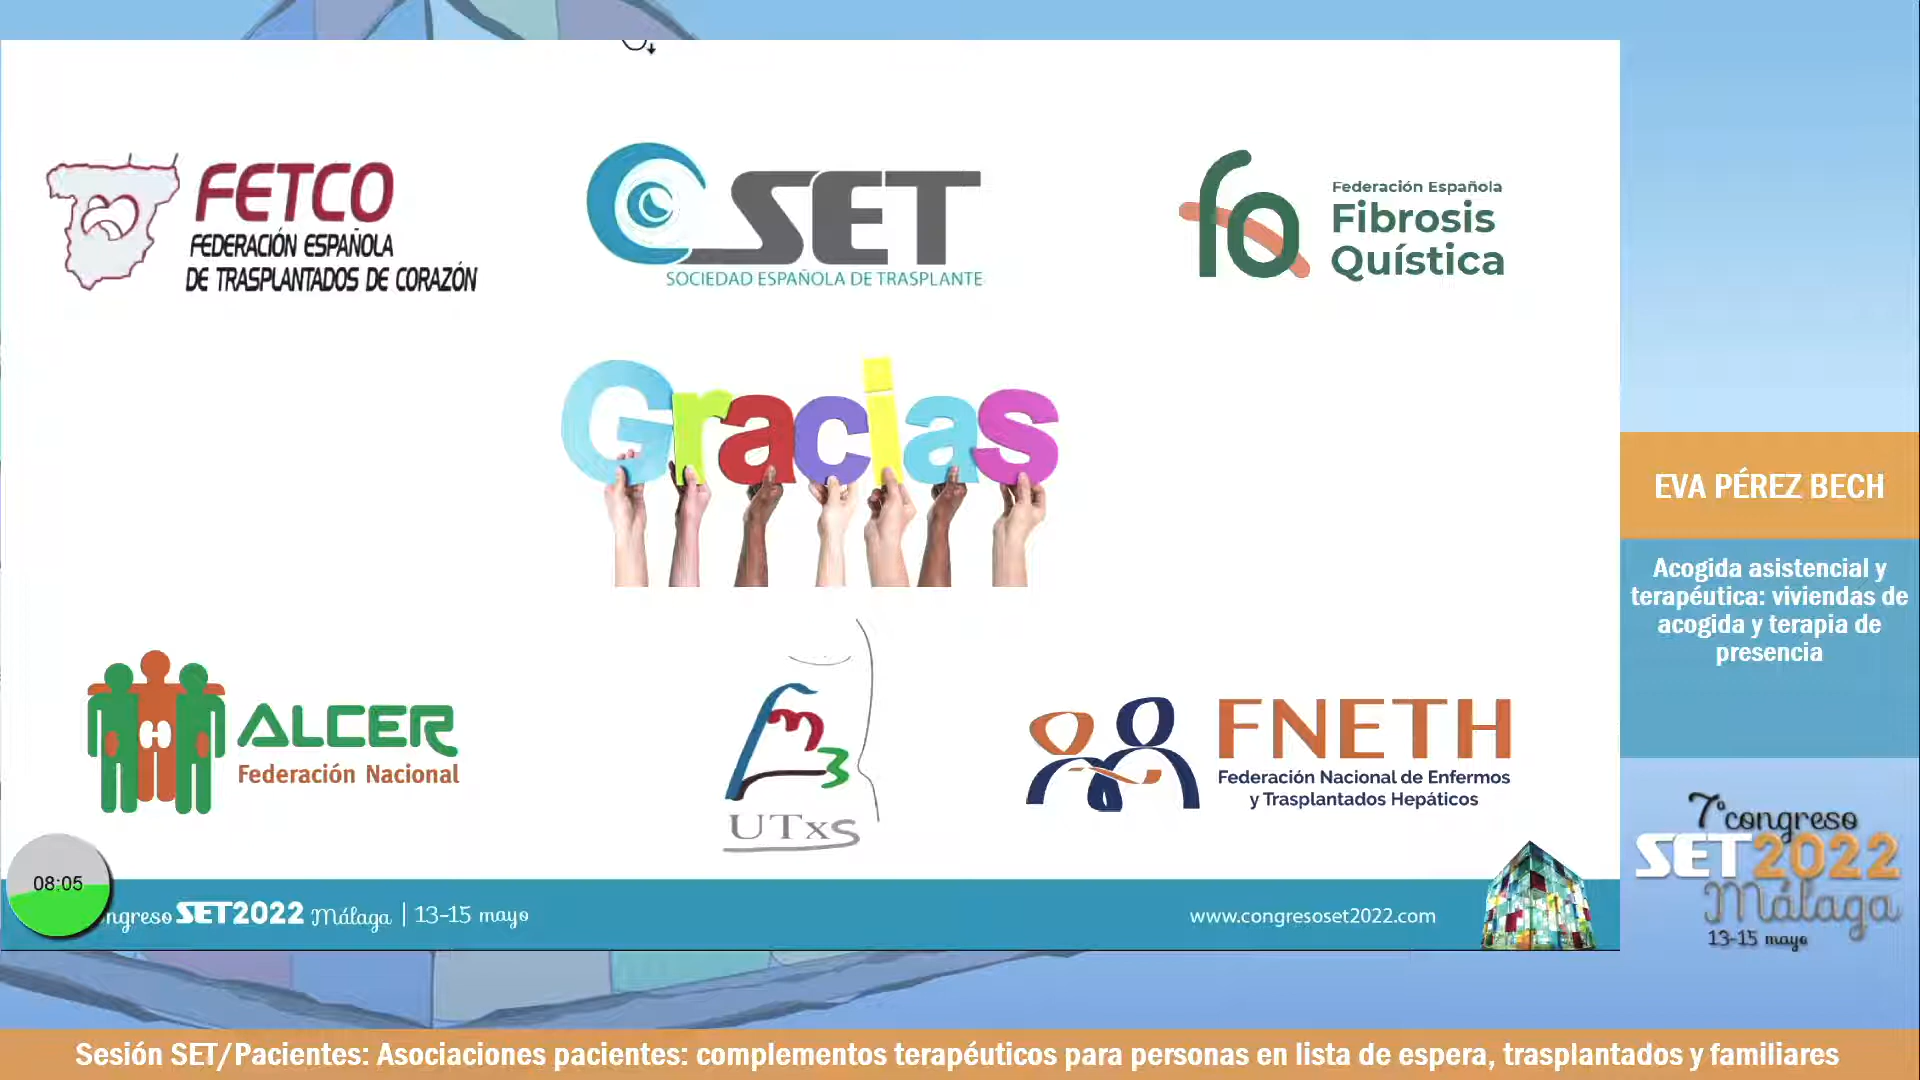 FETCO
FEDERACIÓN ESPAÑOLA
DE TRASPLANTADOS DE CORAZÓN
SET
SOCIEDAD ESPAÑOLA DE TRASPLANTE
Federación Española
Fibrosis
Quística
Gracias
ALCER
Federación Nacional
UTxS
FNETH
Federación Nacional de Enfermos
y Trasplantados Hepáticos
08:05
ngreso SET2022 Málaga | 13-15 mayo
www.congresoset2022.com
EVA PÉREZ BECH
Acogida asistencial y
terapéutica: viviendas de
acogida y terapia de
presencia
7º congreso
SET2022
Málaga
13-15 mayo
Sesión SET/Pacientes: Asociaciones pacientes: complementos terapéuticos para personas en lista de espera, trasplantados y familiares